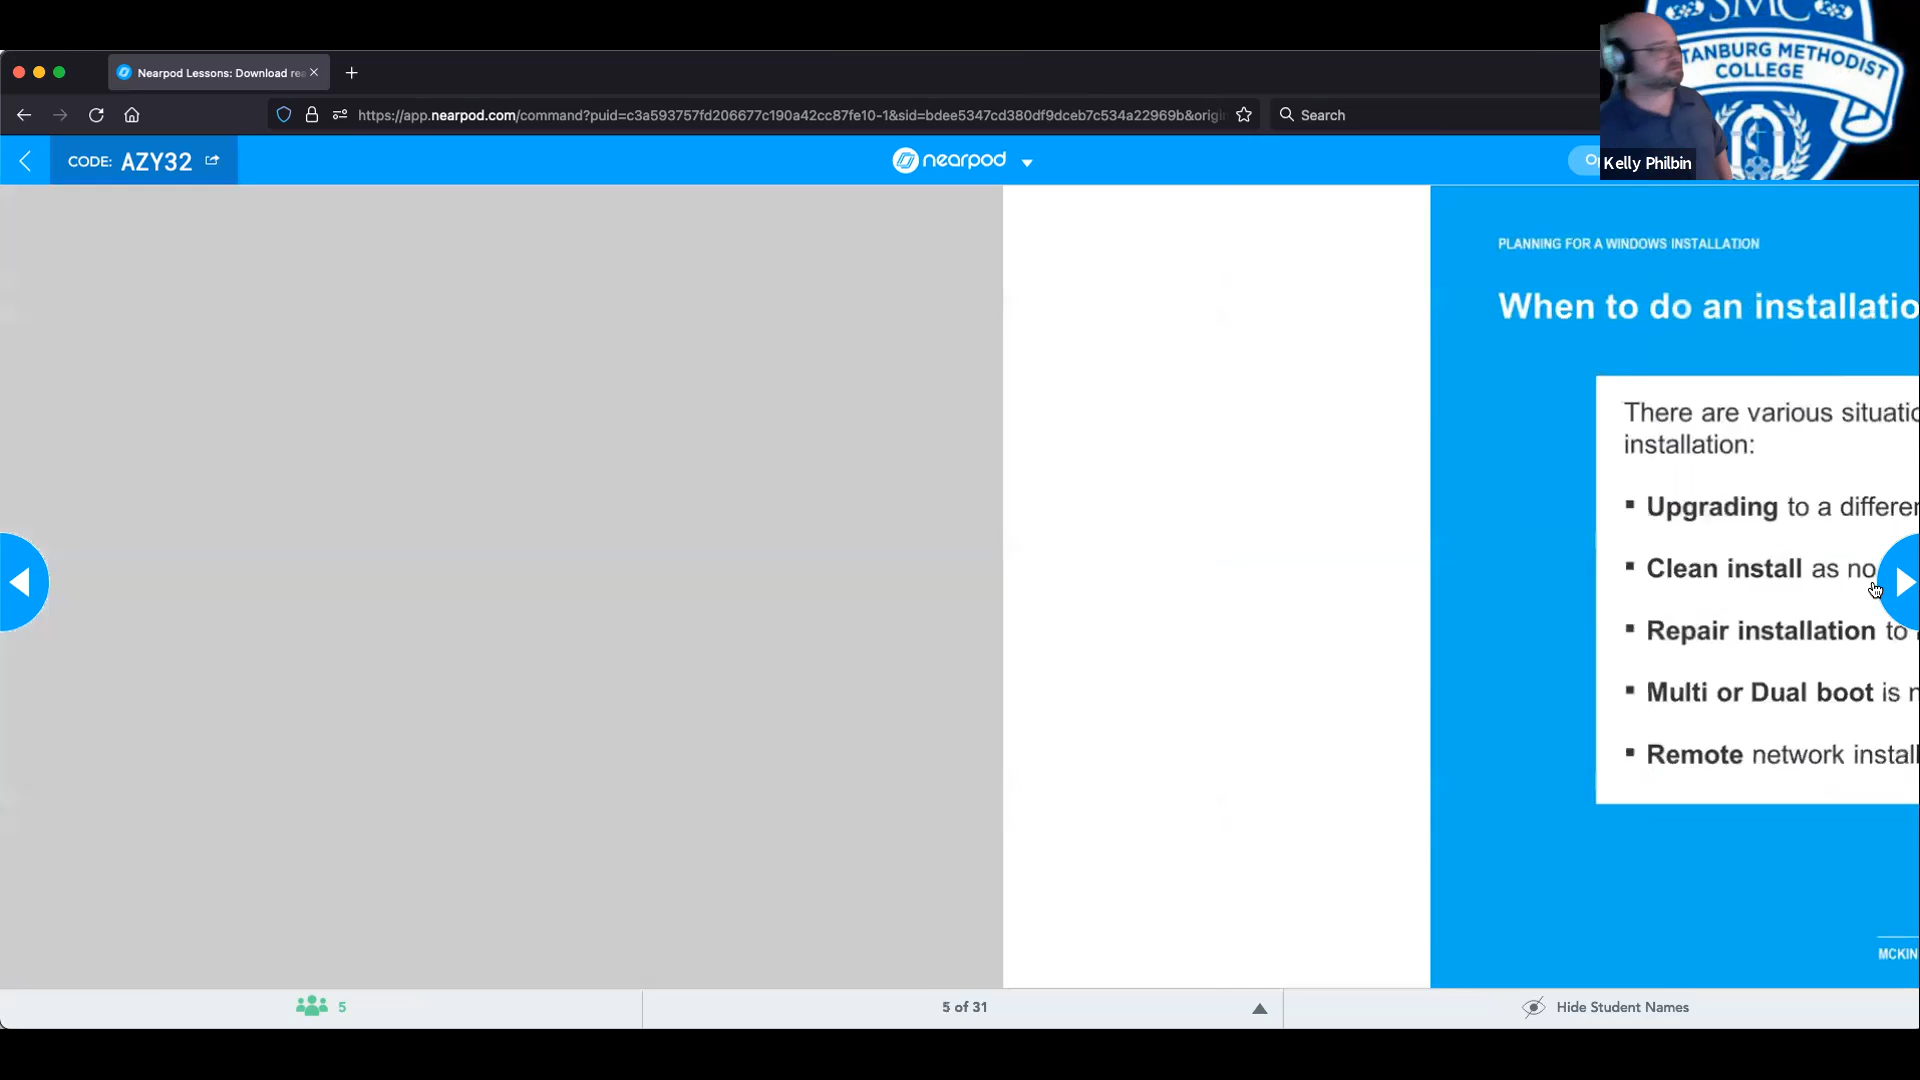 SMC
TANBURG METHODIST
COLLEGE
Kelly Philbin
Nearpod Lessons: Download rea
https://app.nearpod.com/command?puid=c3a593757fd206677c190a42cc87fe10-1&sid=bdee5347cd380df9dceb7c534a22969b&origi
Search
CODE: AZY32
nearpod
PLANNING FOR A WINDOWS INSTALLATION
When to do an installatio
There are various situatio
installation:
▪ Upgrading to a differen
▪ Clean install as no
▪ Repair installation to
▪ Multi or Dual boot is n
▪ Remote network install
MCKIN
5
5 of 31
Hide Student Names